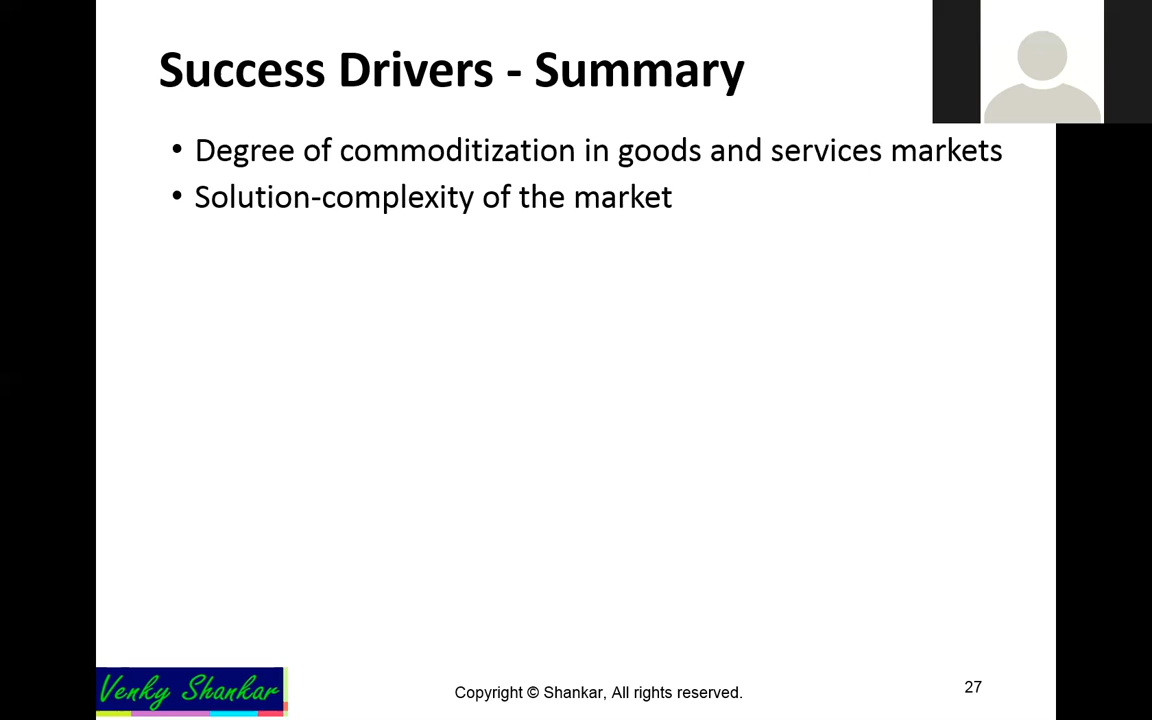 Success Drivers - Summary
• Degree of commoditization in goods and services markets
• Solution-complexity of the market
Venky Shankar
Copyright © Shankar, All rights reserved.
27